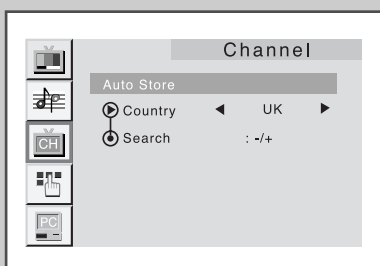 Channel
Auto Store
Country ◀ UK ▶
Search : -/+
CH
PC